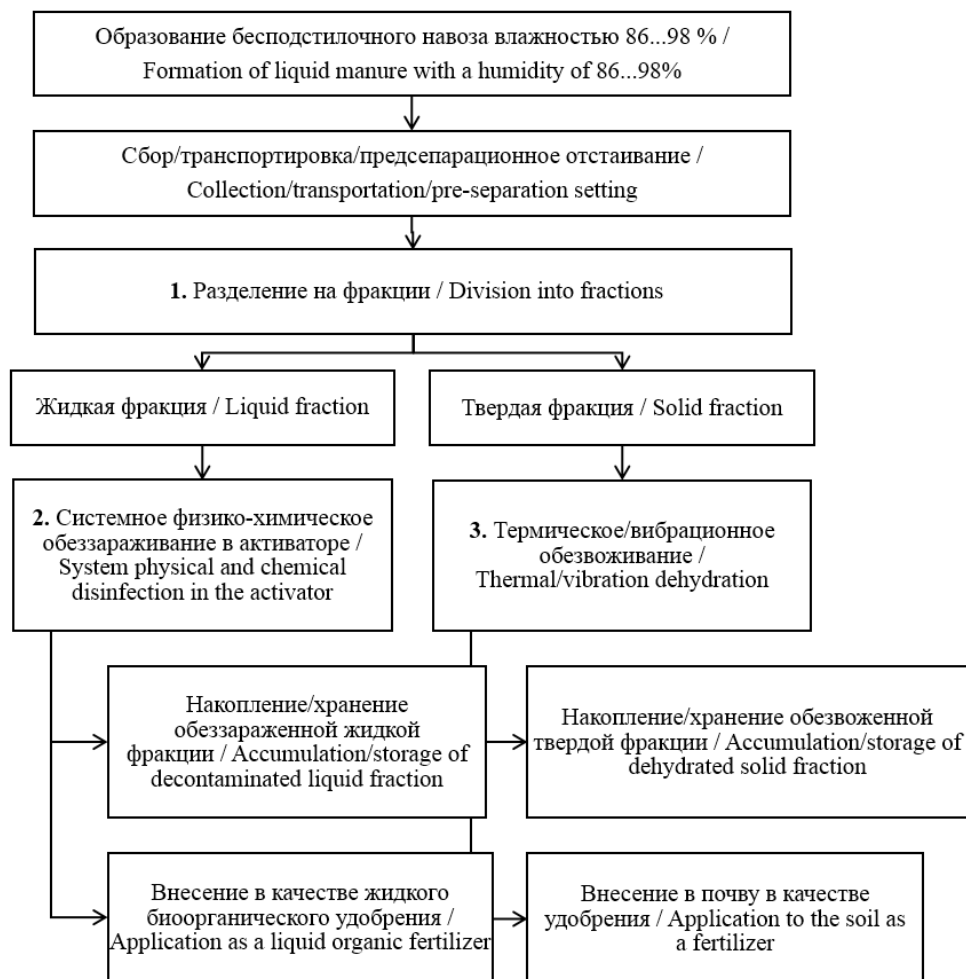 Образование бесподстилочного навоза влажностью 86...98 % /
Formation of liquid manure with a humidity of 86...98%
Сбор/транспортировка/предсепарационное отстаивание /
Collection/transportation/pre-separation setting
1. Разделение на фракции / Division into fractions
Жидкая фракция / Liquid fraction
Твердая фракция / Solid fraction
2. Системное физико-химическое
обеззараживание в активаторе /
System physical and chemical
disinfection in the activator
3. Термическое/вибрационное
обезвоживание /
Thermal/vibration dehydration
Накопление/хранение
обеззараженной жидкой
фракции / Accumulation/storage of
decontaminated liquid fraction
Накопление/хранение обезвоженной
твердой фракции / Accumulation/storage of
dehydrated solid fraction
Внесение в качестве жидкого
биоорганического удобрения /
Application as a liquid organic fertilizer
Внесение в почву в качестве
удобрения / Application to the soil as
a fertilizer